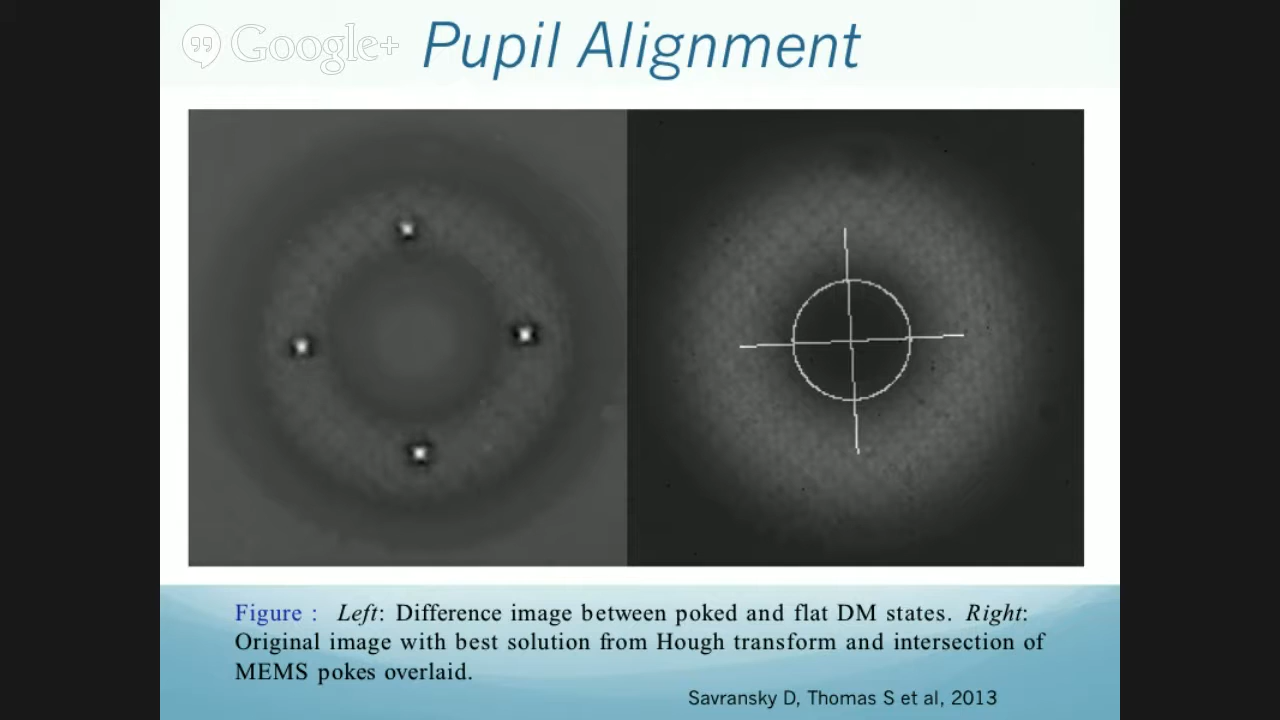 Google+
Pupil Alignment
Figure : Left: Difference image between poked and flat DM states. Right:
Original image with best solution from Hough transform and intersection of
MEMS pokes overlaid.
Savransky D, Thomas S et al, 2013